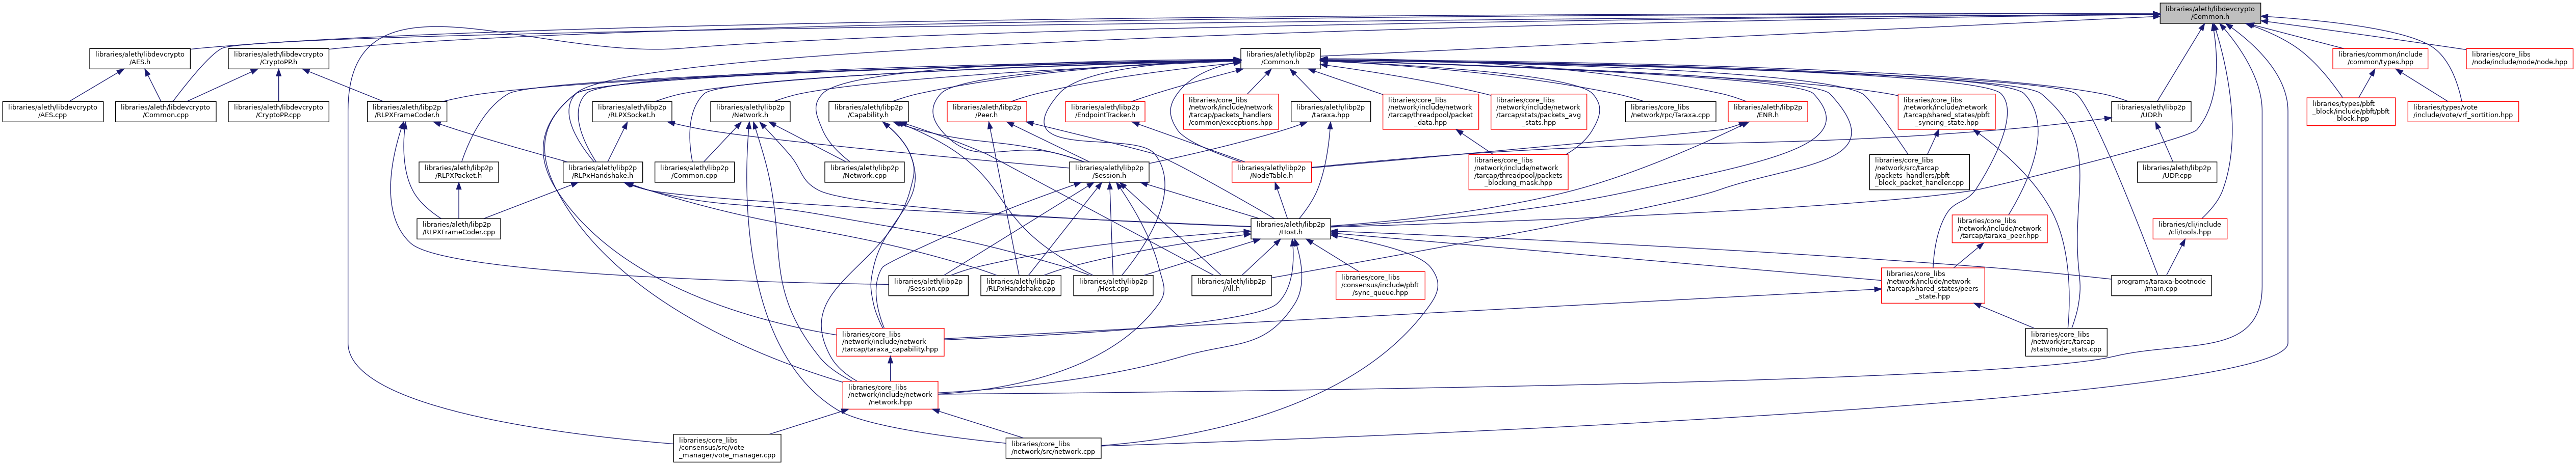 libraries/aleth/libdevcrypto
/Common.h
libraries/aleth/libdevcrypto
/AES.h
libraries/aleth/libdevcrypto
/CryptoPP.h
libraries/aleth/libp2p
/Common.h
libraries/common/include
/common/types.hpp
libraries/core_libs
/node/include/node/node.hpp
libraries/aleth/libdevcrypto
/AES.cpp
libraries/aleth/libdevcrypto
/Common.cpp
libraries/aleth/libdevcrypto
/CryptoPP.cpp
libraries/aleth/libp2p
/RLPXFrameCoder.h
libraries/aleth/libp2p
/RLPXSocket.h
libraries/aleth/libp2p
/Network.h
libraries/aleth/libp2p
/Capability.h
libraries/aleth/libp2p
/Peer.h
libraries/aleth/libp2p
/EndpointTracker.h
libraries/core_libs
/network/include/network
/tarcap/packets_handlers
/common/exceptions.hpp
libraries/aleth/libp2p
/taraxa.hpp
libraries/core_libs
/network/include/network
/tarcap/threadpool/packet
_data.hpp
libraries/core_libs
/network/include/network
/tarcap/stats/packets_avg
_stats.hpp
libraries/core_libs
/network/rpc/Taraxa.cpp
libraries/aleth/libp2p
/ENR.h
libraries/core_libs
/network/include/network
/tarcap/shared_states/pbft
_syncing_state.hpp
libraries/aleth/libp2p
/UDP.h
libraries/types/pbft
_block/include/pbft/pbft
_block.hpp
libraries/types/vote
/include/vote/vrf_sortition.hpp
libraries/aleth/libp2p
/RLPXPacket.h
libraries/aleth/libp2p
/RLPxHandshake.h
libraries/aleth/libp2p
/Common.cpp
libraries/aleth/libp2p
/Network.cpp
libraries/aleth/libp2p
/Session.h
libraries/aleth/libp2p
/NodeTable.h
libraries/core_libs
/network/include/network
/tarcap/threadpool/packets
_blocking_mask.hpp
libraries/core_libs
/network/src/tarcap
/packets_handlers/pbft
_block_packet_handler.cpp
libraries/aleth/libp2p
/UDP.cpp
libraries/aleth/libp2p
/RLPXFrameCoder.cpp
libraries/aleth/libp2p
/Host.h
libraries/core_libs
/network/include/network
/tarcap/taraxa_peer.hpp
libraries/cli/include
/cli/tools.hpp
libraries/aleth/libp2p
/Session.cpp
libraries/aleth/libp2p
/RLPxHandshake.cpp
libraries/aleth/libp2p
/Host.cpp
libraries/aleth/libp2p
/All.h
libraries/core_libs
/consensus/include/pbft
/sync_queue.hpp
libraries/core_libs
/network/include/network
/tarcap/shared_states/peers
_state.hpp
programs/taraxa-bootnode
/main.cpp
libraries/core_libs
/network/include/network
/tarcap/taraxa_capability.hpp
libraries/core_libs
/network/src/tarcap
/stats/node_stats.cpp
libraries/core_libs
/network/include/network
/network.hpp
libraries/core_libs
/consensus/src/vote
_manager/vote_manager.cpp
libraries/core_libs
/network/src/network.cpp